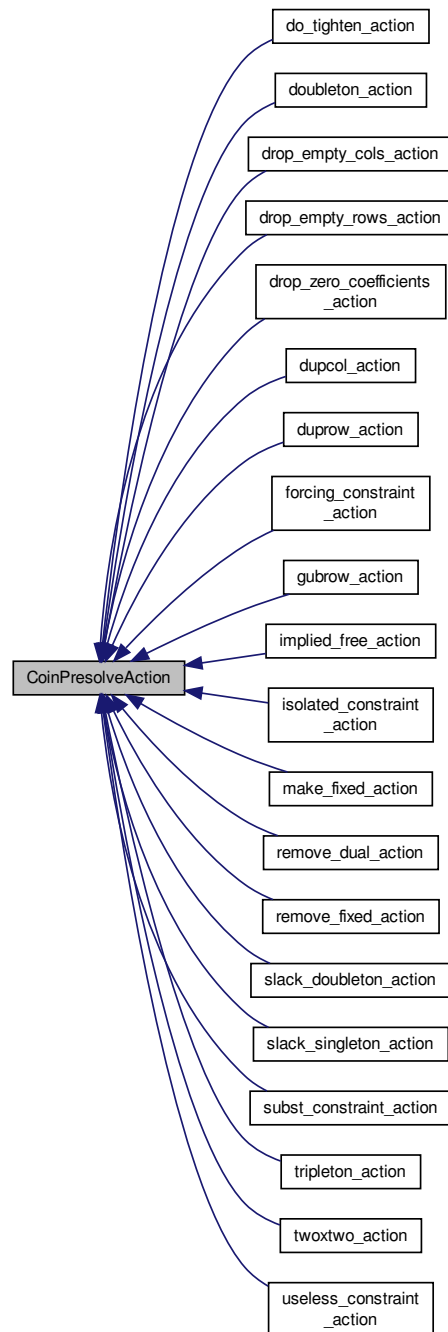 do_tighten_action
doubleton_action
drop_empty_cols_action
drop_empty_rows_action
drop_zero_coefficients
_action
dupcol_action
duprow_action
forcing_constraint
_action
gubrow_action
implied_free_action
CoinPresolveAction
isolated_constraint
_action
make_fixed_action
remove_dual_action
remove_fixed_action
slack_doubleton_action
slack_singleton_action
subst_constraint_action
tripleton_action
twoxtwo_action
useless_constraint
_action